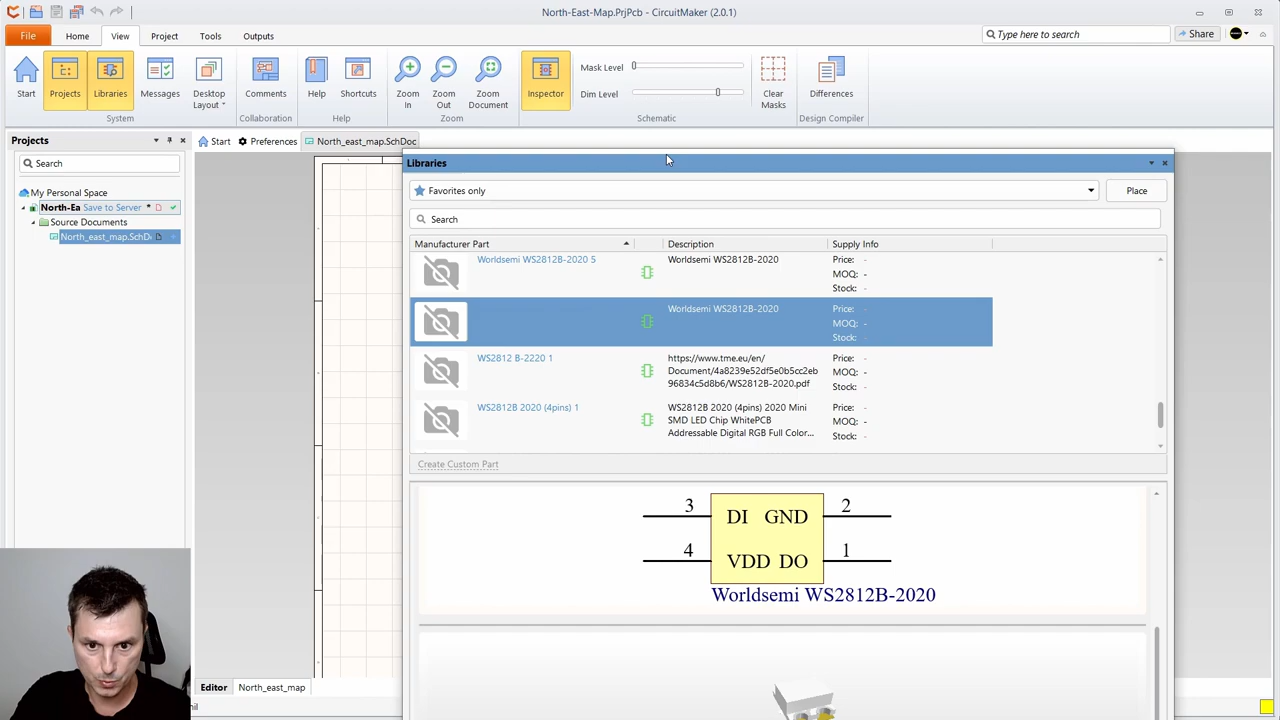 North-East-Map.PrjPcb - CircuitMaker (2.0.1)
File Home View Project Tools Outputs
Type here to search
Share
Start Projects Libraries Messages Desktop Layout Comments Help Shortcuts Zoom In Zoom Out Zoom Document Inspector Mask Level Dim Level Clear Masks Differences
System Collaboration Help Zoom Schematic Design Compiler
Projects
Start Preferences North_east_map.SchDoc
Search
My Personal Space
North-Ea Save to Server *
Source Documents
North_east_map.SchD
Libraries
Favorites only
Place
Search
Manufacturer Part Description Supply Info
Worldsemi WS2812B-2020 5 Worldsemi WS2812B-2020 Price: -
MOQ: -
Stock: -
Worldsemi WS2812B-2020 Price: -
MOQ: -
Stock: -
WS2812 B-2220 1 https://www.tme.eu/en/ Price: -
Document/4a8239e52df5e0b5cc2eb MOQ: -
96834c5d8b6/WS2812B-2020.pdf Stock: -
WS2812B 2020 (4pins) 1 WS2812B 2020 (4pins) 2020 Mini Price: -
SMD LED Chip WhitePCB MOQ: -
Addressable Digital RGB Full Color... Stock: -
Create Custom Part
3 DI GND 2
4 VDD DO 1
Worldsemi WS2812B-2020
Editor North_east_map